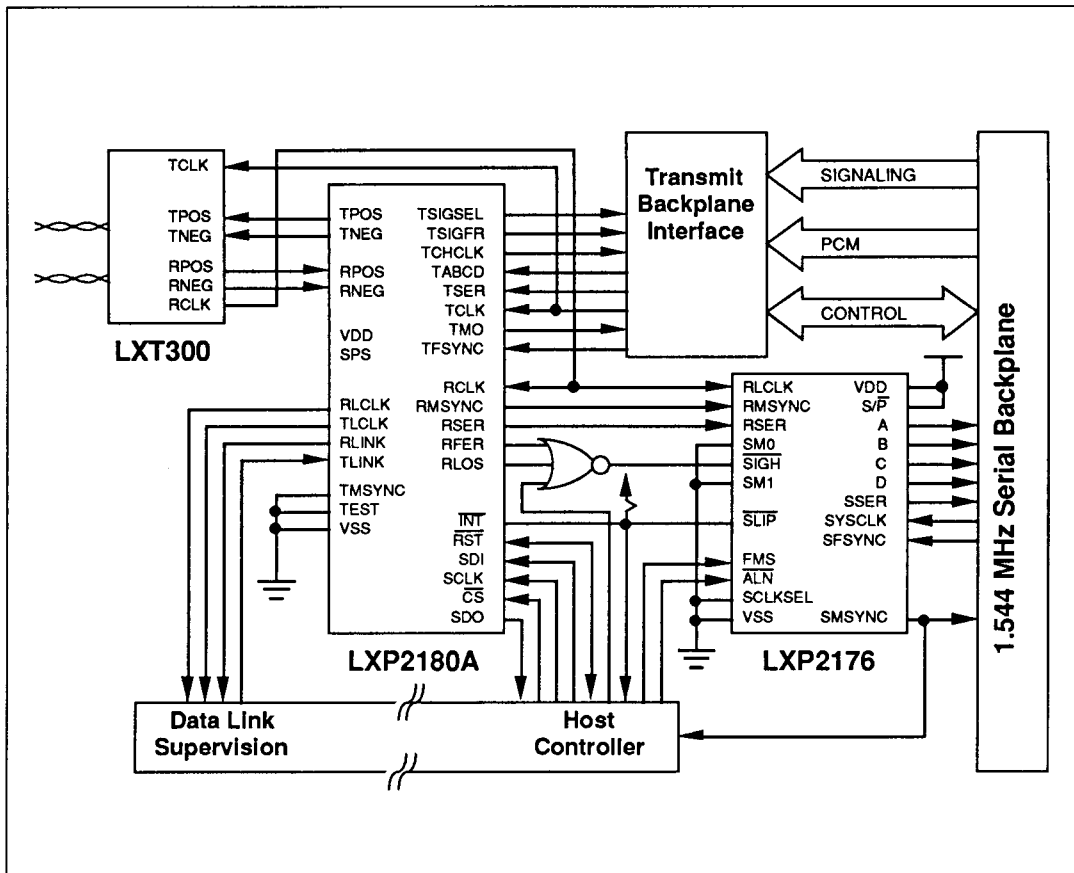 TCLK
TPOS
TNEG
RPOS
RNEG
RCLK
LXT300
TPOS
TNEG
RPOS
RNEG
VDD
SPS
RLCLK
TLCLK
RLINK
TLINK
TMSYNC
TEST
VSS
TSIGSEL
TSIGFR
TCHCLK
TABCD
TSER
TCLK
TMO
TFSYNC
RCLK
RMSYNC
RSER
RFER
RLOS
INT
RST
SDI
SCLK
CS
SDO
LXP2180A
Transmit
Backplane
Interface
SIGNALING
PCM
CONTROL
RLCLK
RMSYNC
RSER
SM0
SIGH
SM1
SLIP
FMS
ALN
SCLKSEL
VSS
VDD
S/P
A
B
C
D
SSER
SYSCLK
SFSYNC
SMSYNC
LXP2176
1.544 MHz Serial Backplane
Data Link
Supervision
Host
Controller